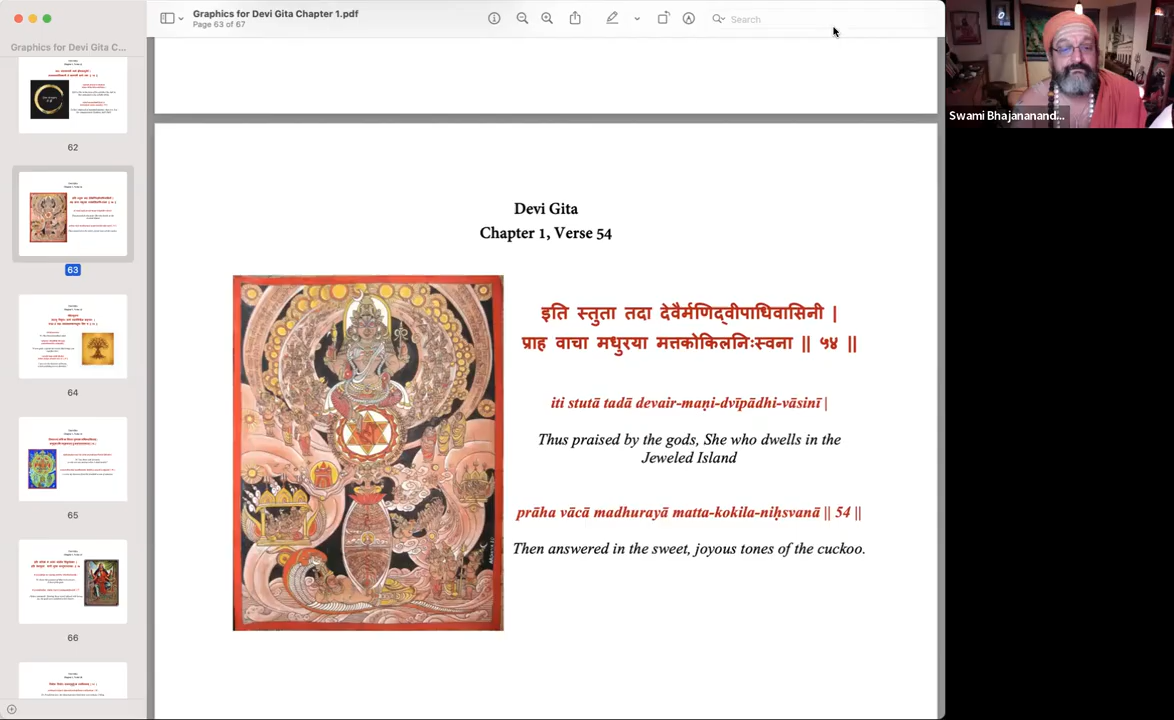 Graphics for Devi Gita Chapter 1.pdf
Page 63 of 67
Search
Graphics for Devi Gita C...
62
63
64
65
66
Devi Gita
Chapter 1, Verse 54
इति स्तुता तदा देवैर्मणिद्वीपाधिवासिनी |
प्राह वाचा मधुरया मत्तकोकिलनिःस्वना || ५४ ||
iti stutā tadā devair-maṇi-dvīpādhi-vāsinī |
Thus praised by the gods, She who dwells in the
Jeweled Island
prāha vācā madhurayā matta-kokila-niḥsvanā || 54 ||
Then answered in the sweet, joyous tones of the cuckoo.
Swami Bhajananand...